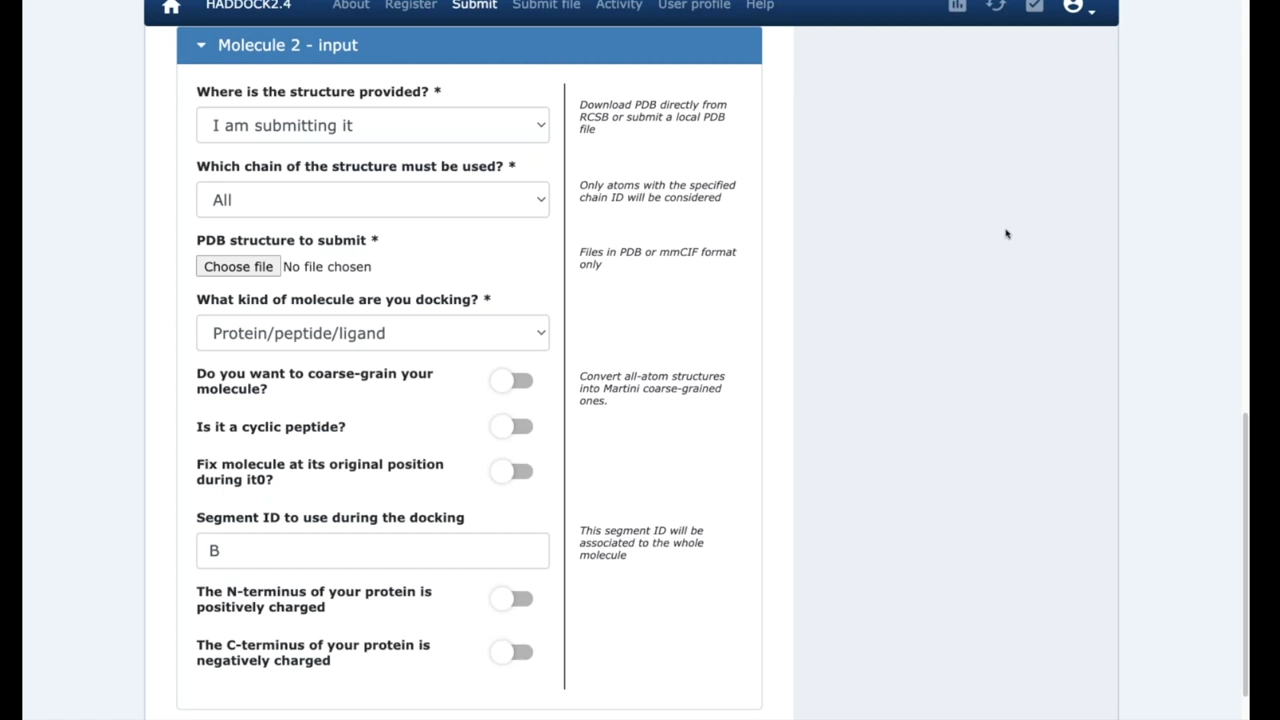 HADDOCK2.4 About Register Submit Submit file Activity User profile Help
Molecule 2 - input
Where is the structure provided? *
I am submitting it
Download PDB directly from
RCSB or submit a local PDB
file
Which chain of the structure must be used? *
All
Only atoms with the specified
chain ID will be considered
PDB structure to submit *
Choose file No file chosen
Files in PDB or mmCIF format
only
What kind of molecule are you docking? *
Protein/peptide/ligand
Do you want to coarse-grain your
molecule?
Convert all-atom structures
into Martini coarse-grained
ones.
Is it a cyclic peptide?
Fix molecule at its original position
during it0?
Segment ID to use during the docking
B
This segment ID will be
associated to the whole
molecule
The N-terminus of your protein is
positively charged
The C-terminus of your protein is
negatively charged